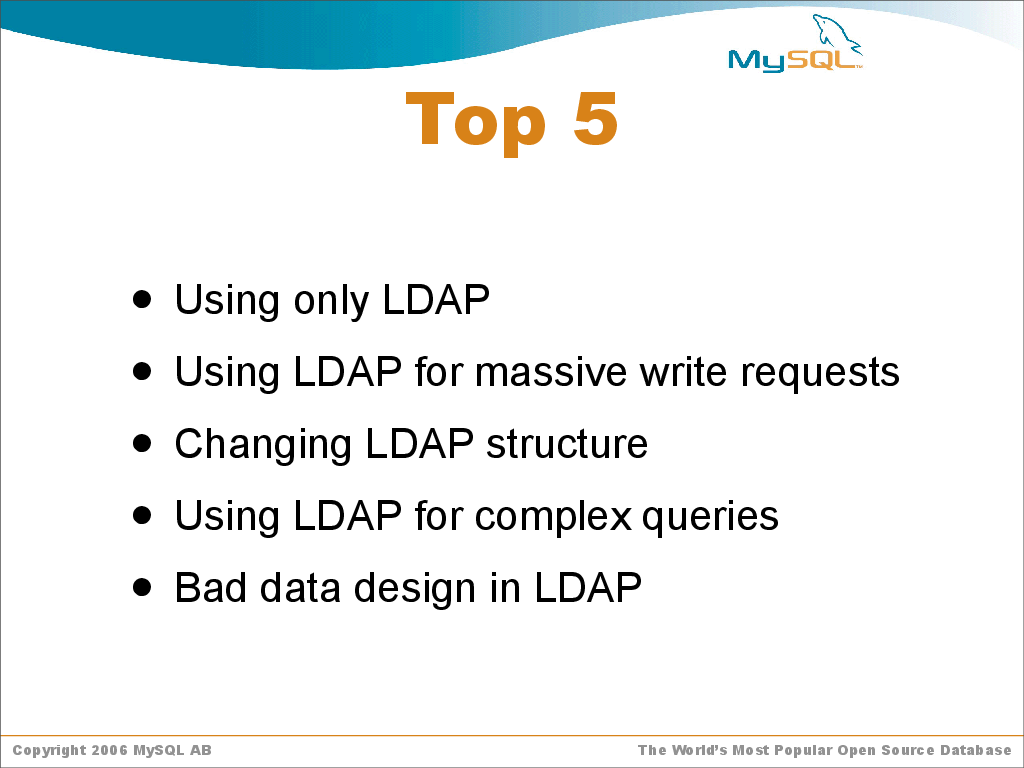 MySQL™
Top 5
• Using only LDAP
• Using LDAP for massive write requests
• Changing LDAP structure
• Using LDAP for complex queries
• Bad data design in LDAP
Copyright 2006 MySQL AB
The World’s Most Popular Open Source Database